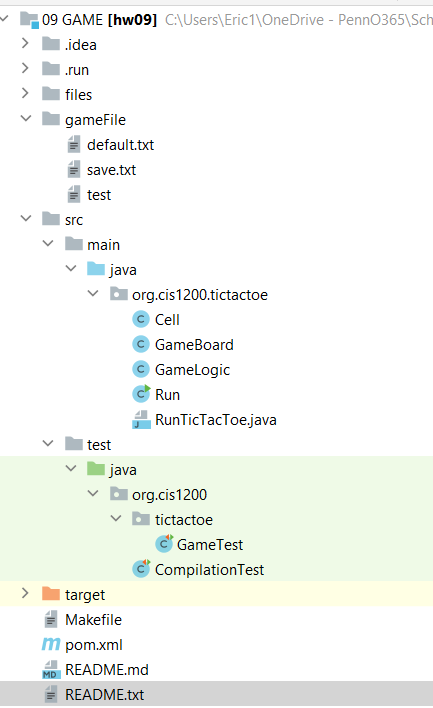 09 GAME [hw09] C:\Users\Eric1\OneDrive - PennO365\Sch
.idea
.run
files
gameFile
default.txt
save.txt
test
src
main
java
org.cis1200.tictactoe
C Cell
C GameBoard
C GameLogic
C Run
J RunTicTacToe.java
test
java
org.cis1200
tictactoe
C GameTest
C CompilationTest
target
Makefile
m pom.xml
MD README.md
README.txt